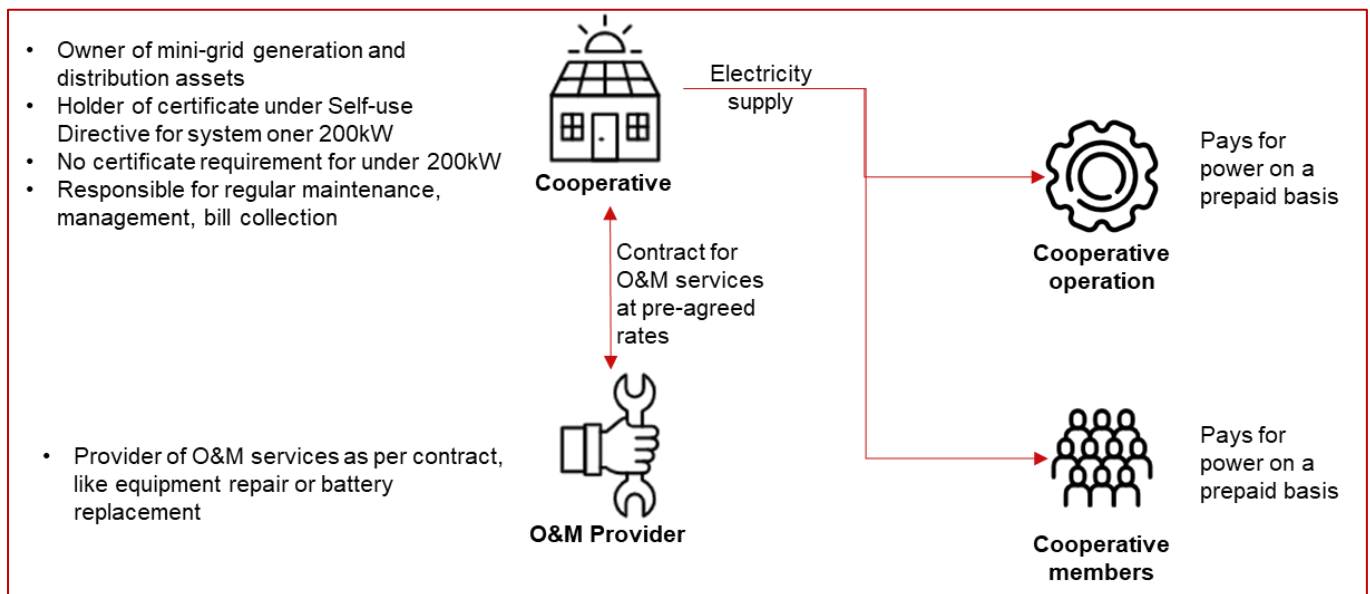 • Owner of mini-grid generation and
distribution assets
• Holder of certificate under Self-use
Directive for system oner 200kW
• No certificate requirement for under 200kW
• Responsible for regular maintenance,
management, bill collection
Cooperative
Electricity
supply
Pays for
power on a
prepaid basis
Cooperative
operation
Contract for
O&M services
at pre-agreed
rates
• Provider of O&M services as per contract,
like equipment repair or battery
replacement
O&M Provider
Pays for
power on a
prepaid basis
Cooperative
members